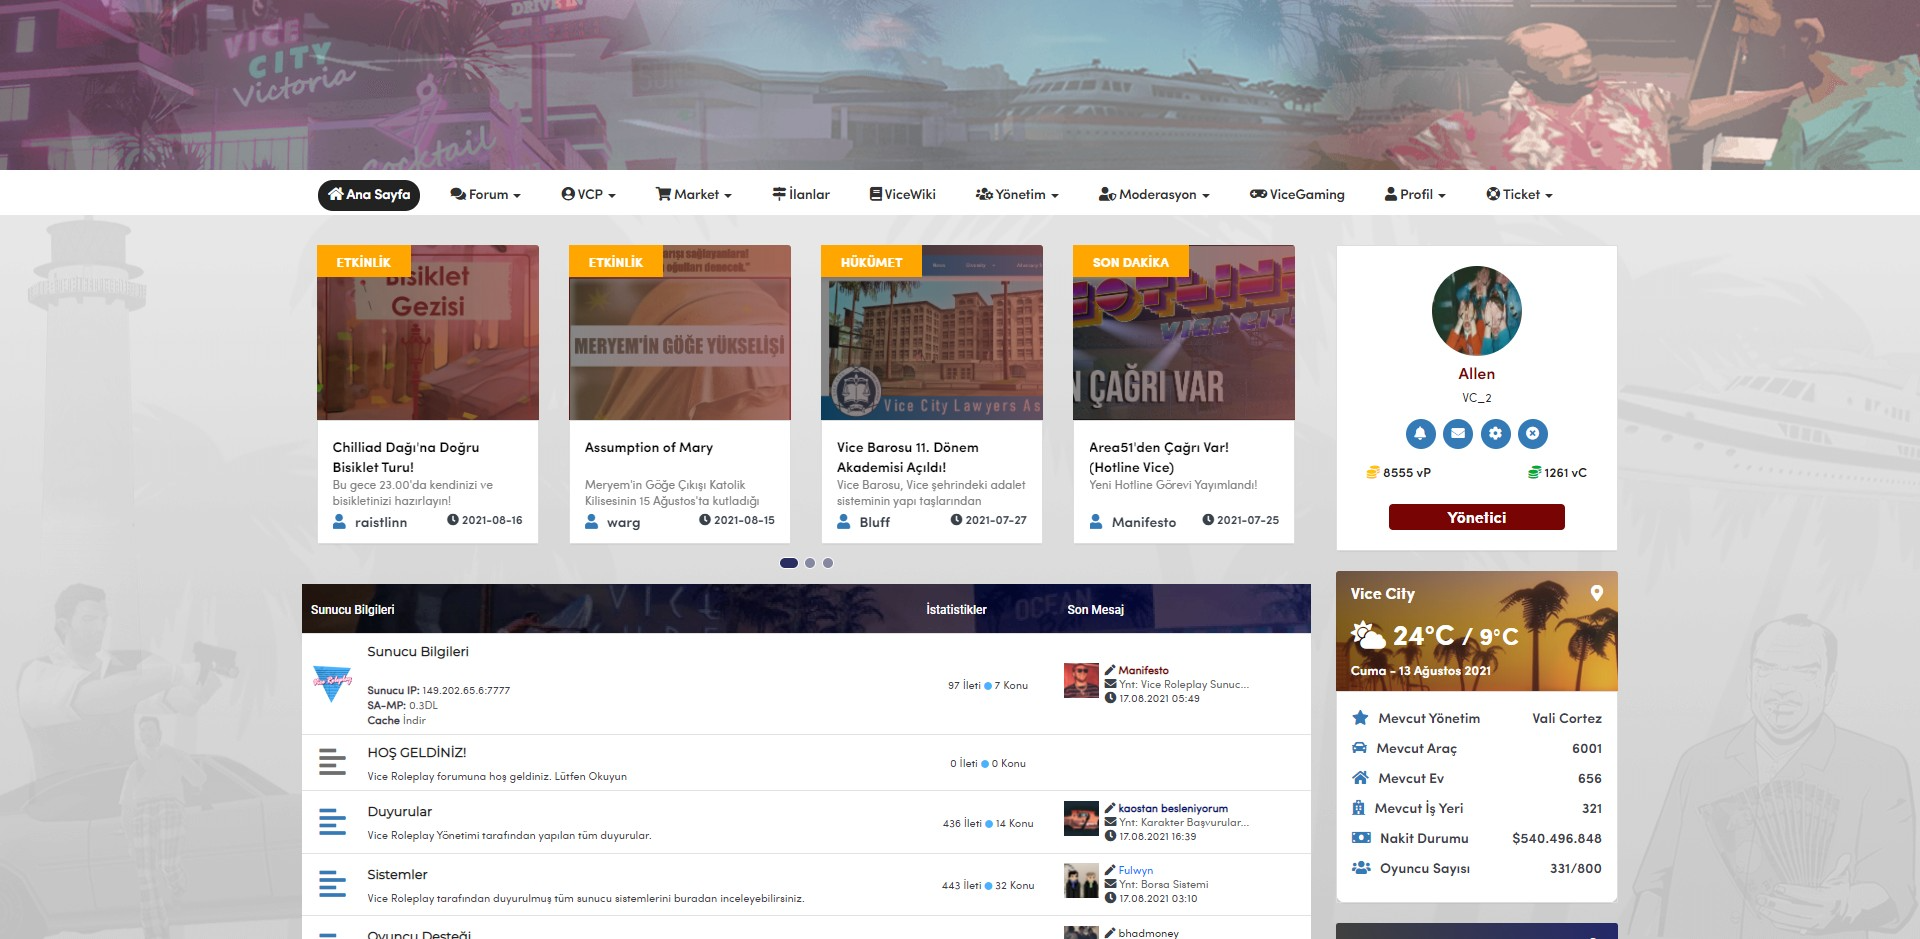 DRIVE IN
VICE
CITY
Victoria
Cocktail
Ana Sayfa
Forum
VCP
Market
İlanlar
ViceWiki
Yönetim
Moderasyon
ViceGaming
Profil
Ticket
ETKİNLİK
Bisiklet
Gezisi
Chilliad Dağı'na Doğru
Bisiklet Turu!
Bu gece 23.00'da kendinizi ve
bisikletinizi hazırlayın!
raistlinn
2021-08-16
ETKİNLİK
oğulları denecek."
MERYEM'İN GÖĞE YÜKSELİŞİ
Assumption of Mary
Meryem'in Göğe Çıkışı Katolik
Kilisesinin 15 Ağustos'ta kutladığı
warg
2021-08-15
HÜKÜMET
Vice City Lawyers As
Vice Barosu 11. Dönem
Akademisi Açıldı!
Vice Barosu, Vice şehrindeki adalet
sisteminin yapı taşlarından
Bluff
2021-07-27
SON DAKİKA
HOTLINE
VICE CITY
N ÇAĞRI VAR
Area51'den Çağrı Var!
(Hotline Vice)
Yeni Hotline Görevi Yayımlandı!
Manifesto
2021-07-25
Allen
VC_2
8555 vP
1261 vC
Yönetici
Sunucu Bilgileri
İstatistikler
OCEAN
Son Mesaj
Sunucu Bilgileri
Vice Roleplay
Sunucu IP: 149.202.65.6:7777
SA-MP: 0.3DL
Cache İndir
97 İleti 7 Konu
Manifesto
Ynt: Vice Roleplay Sunuc...
17.08.2021 05:49
HOŞ GELDİNİZ!
Vice Roleplay forumuna hoş geldiniz. Lütfen Okuyun
0 İleti 0 Konu
Duyurular
Vice Roleplay Yönetimi tarafından yapılan tüm duyurular.
436 İleti 14 Konu
kaostan besleniyorum
Ynt: Karakter Başvurular...
17.08.2021 16:39
Sistemler
Vice Roleplay tarafından duyurulmuş tüm sunucu sistemlerini buradan inceleyebilirsiniz.
443 İleti 32 Konu
Fulwyn
Ynt: Borsa Sistemi
17.08.2021 03:10
Oyuncu Desteği
bhadmoney
Vice City
24°C / 9°C
Cuma - 13 Ağustos 2021
Mevcut Yönetim
Vali Cortez
Mevcut Araç
6001
Mevcut Ev
656
Mevcut İş Yeri
321
Nakit Durumu
$540.496.848
Oyuncu Sayısı
331/800